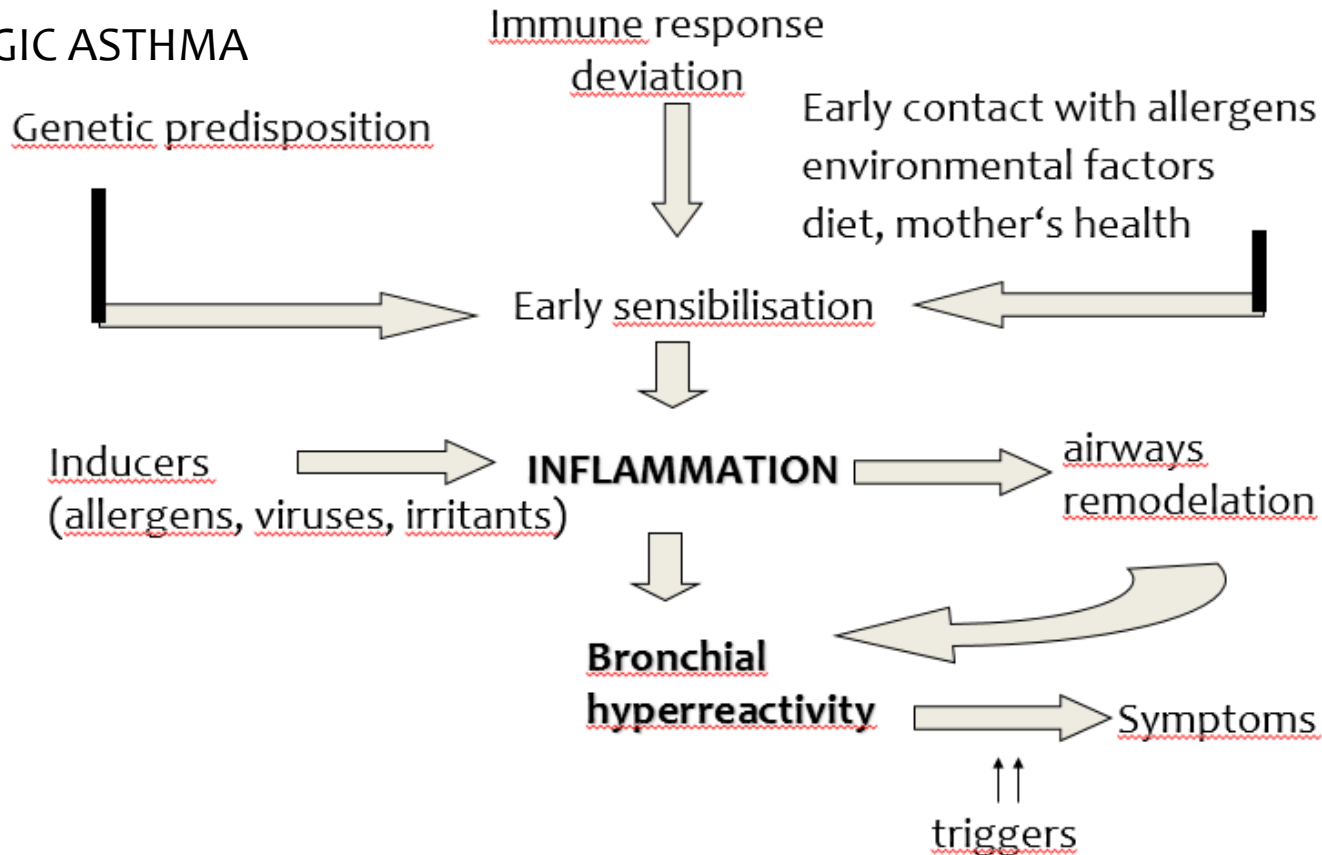 GIC ASTHMA
Immune response
deviation
Genetic predisposition
Early contact with allergens
environmental factors
diet, mother‘s health
Early sensibilisation
Inducers
(allergens, viruses, irritants)
INFLAMMATION
airways
remodelation
Bronchial
hyperreactivity
Symptoms
triggers